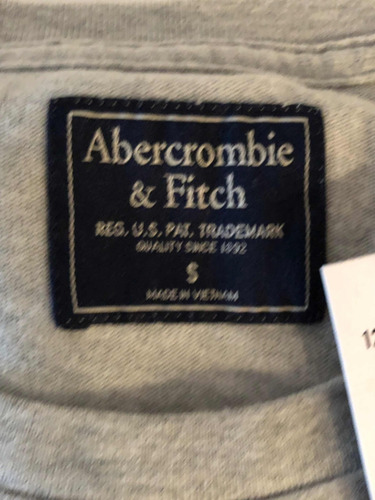 Abercrombie
& Fitch
REG. U.S. PAT. TRADEMARK
QUALITY SINCE 1892
S
MADE IN VIETNAM